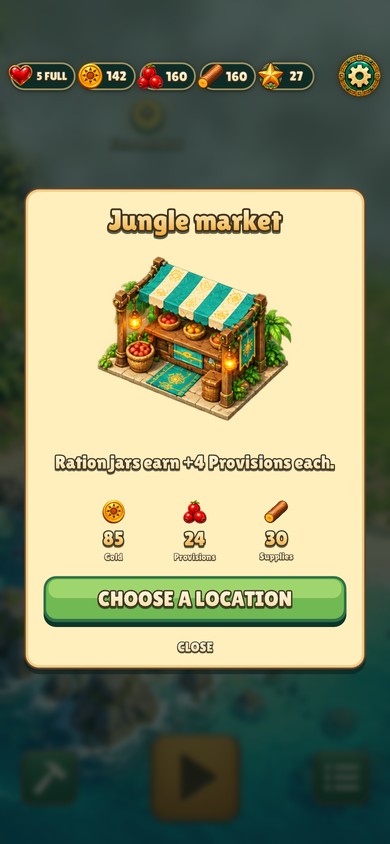 5 FULL
142
160
160
27
Jungle market
Ration jars earn +4 Provisions each.
85
24
30
Gold
Provisions
Supplies
CHOOSE A LOCATION
CLOSE